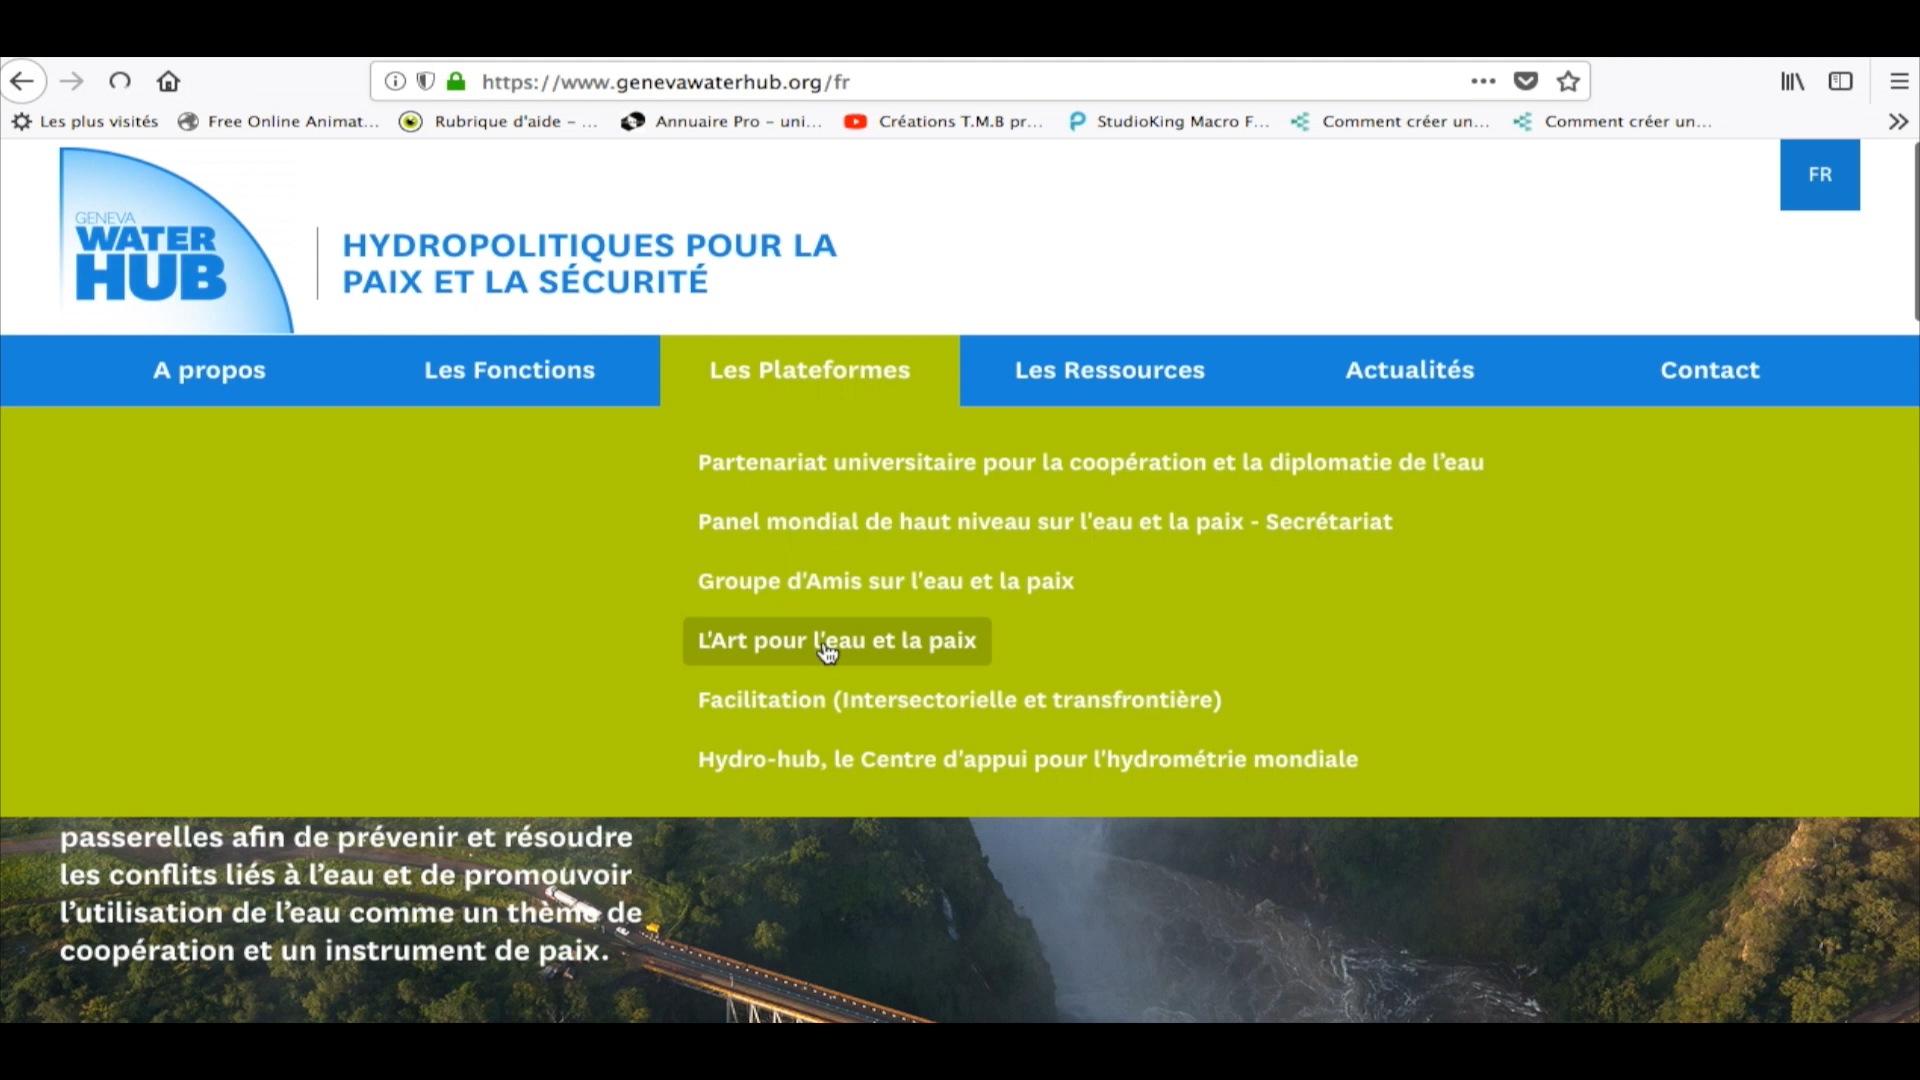 https://www.genevawaterhub.org/fr
Les plus visités
Free Online Animat...
Rubrique d'aide – ...
Annuaire Pro – uni...
Créations T.M.B pr...
StudioKing Macro F...
Comment créer un...
Comment créer un...
FR
GENEVA
WATER
HUB
HYDROPOLITIQUES POUR LA
PAIX ET LA SÉCURITÉ
A propos
Les Fonctions
Les Plateformes
Les Ressources
Actualités
Contact
Partenariat universitaire pour la coopération et la diplomatie de l’eau
Panel mondial de haut niveau sur l'eau et la paix - Secrétariat
Groupe d'Amis sur l'eau et la paix
L'Art pour l'eau et la paix
Facilitation (Intersectorielle et transfrontière)
Hydro-hub, le Centre d'appui pour l'hydrométrie mondiale
passerelles afin de prévenir et résoudre
les conflits liés à l’eau et de promouvoir
l’utilisation de l’eau comme un thème de
coopération et un instrument de paix.